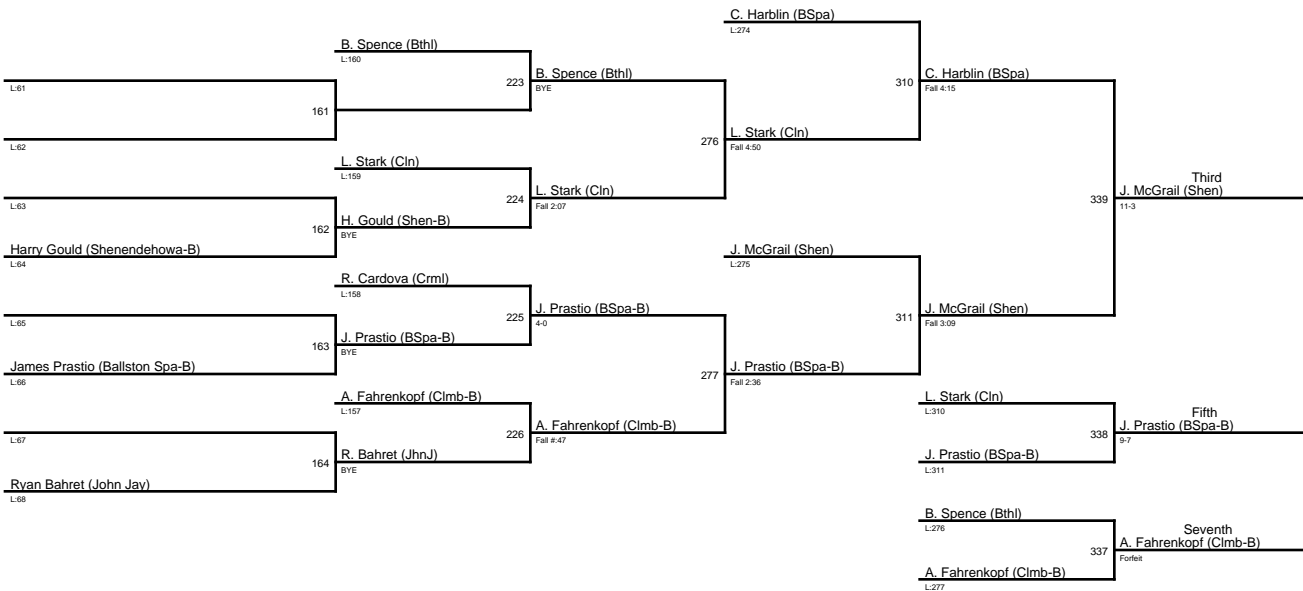 C. Harblin (BSpa)
L:274
B. Spence (Bthl)
L:160
223
B. Spence (Bthl)
BYE
310
C. Harblin (BSpa)
Fall 4:15
L:61
161
276
L. Stark (Cln)
Fall 4:50
L:62
L. Stark (Cln)
L:159
Third
339
J. McGrail (Shen)
11-3
L:63
224
L. Stark (Cln)
Fall 2:07
162
H. Gould (Shen-B)
BYE
Harry Gould (Shenendehowa-B)
L:64
J. McGrail (Shen)
L:275
R. Cardova (Crml)
L:158
L:65
225
J. Prastio (BSpa-B)
4-0
311
J. McGrail (Shen)
Fall 3:09
163
J. Prastio (BSpa-B)
BYE
James Prastio (Ballston Spa-B)
L:66
277
J. Prastio (BSpa-B)
Fall 2:36
A. Fahrenkopf (Clmb-B)
L:157
L. Stark (Cln)
L:310
Fifth
L:67
226
A. Fahrenkopf (Clmb-B)
Fall #:47
338
J. Prastio (BSpa-B)
9-7
164
R. Bahret (JhnJ)
BYE
J. Prastio (BSpa-B)
L:311
Ryan Bahret (John Jay)
L:68
B. Spence (Bthl)
L:276
Seventh
337
A. Fahrenkopf (Clmb-B)
Forfeit
A. Fahrenkopf (Clmb-B)
L:277